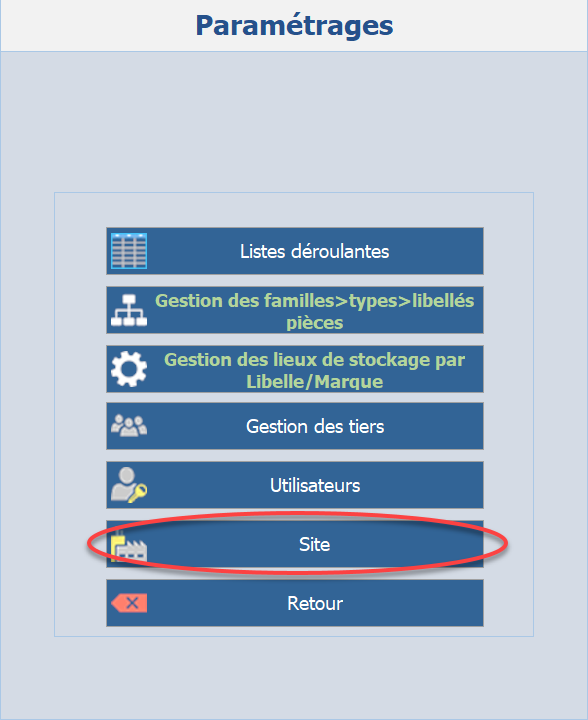 Paramétrages
Listes déroulantes
Gestion des familles>types>libellés
pièces
Gestion des lieux de stockage par
Libelle/Marque
Gestion des tiers
Utilisateurs
Site
Retour